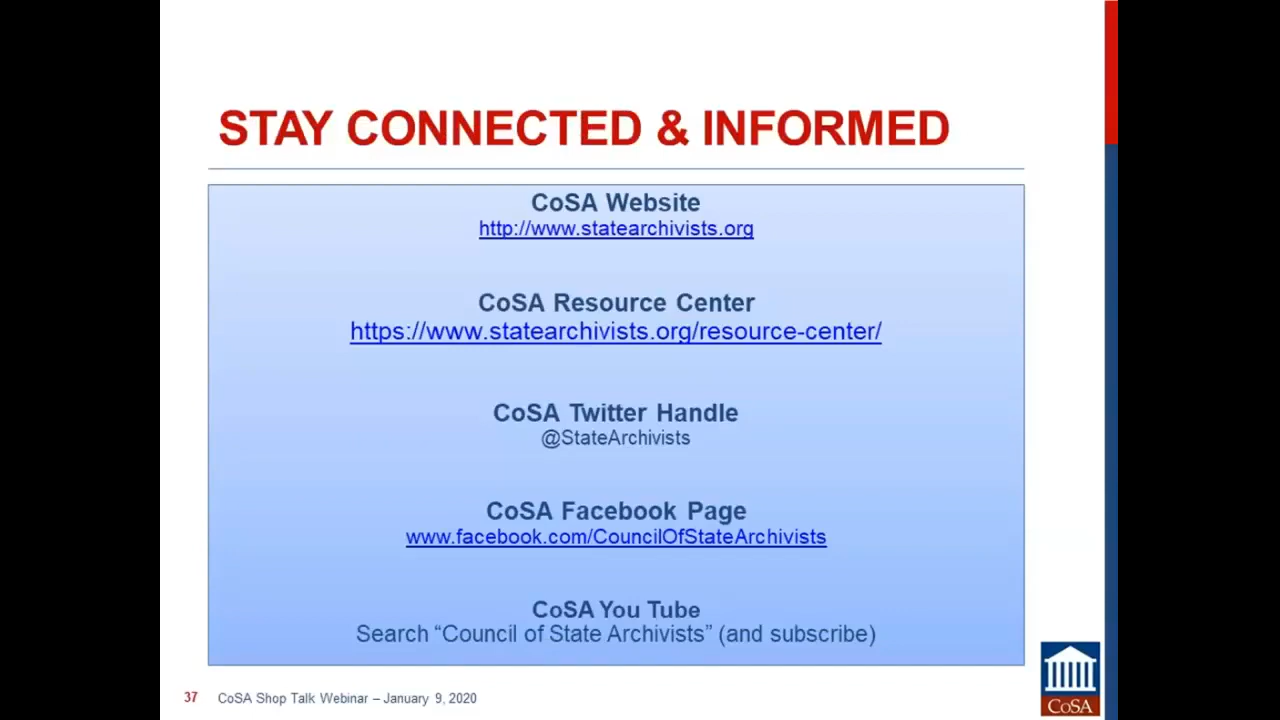 STAY CONNECTED & INFORMED
CoSA Website
http://www.statearchivists.org
CoSA Resource Center
https://www.statearchivists.org/resource-center/
CoSA Twitter Handle
@StateArchivists
CoSA Facebook Page
www.facebook.com/CouncilOfStateArchivists
CoSA You Tube
Search “Council of State Archivists” (and subscribe)
37 CoSA Shop Talk Webinar – January 9, 2020
CoSA